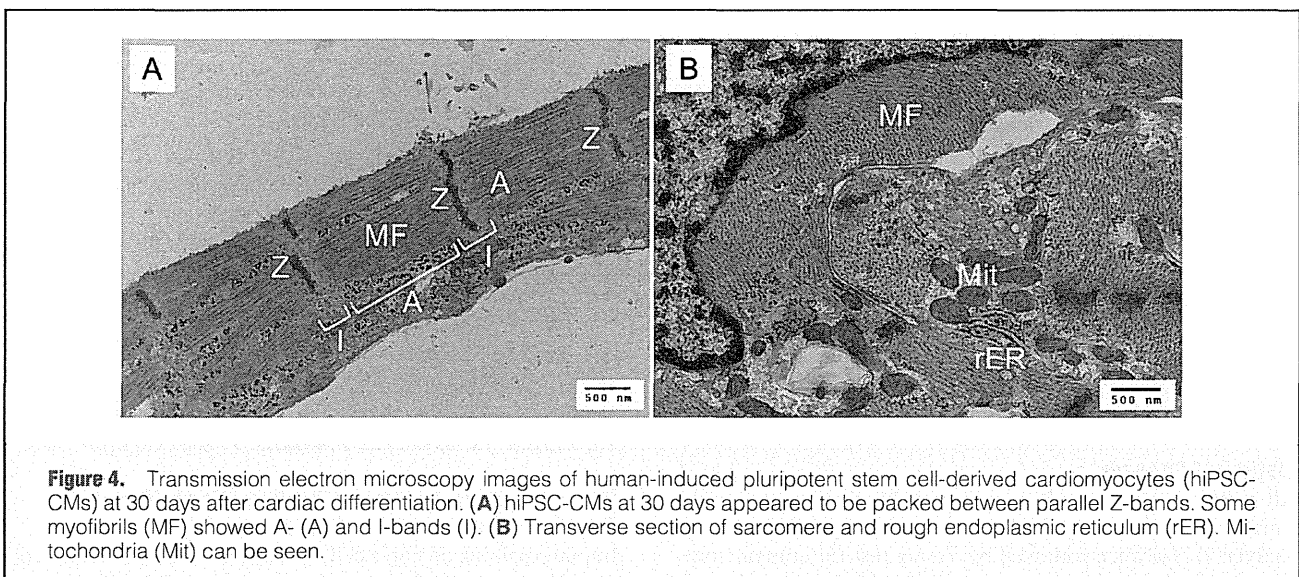 A
Z
Z
A
MF
Z
I
A
I
500 nm
B
MF
Mit
rER
500 nm
Figure 4. Transmission electron microscopy images of human-induced pluripotent stem cell-derived cardiomyocytes (hiPSC-
CMs) at 30 days after cardiac differentiation. (A) hiPSC-CMs at 30 days appeared to be packed between parallel Z-bands. Some
myofibrils (MF) showed A- (A) and I-bands (I). (B) Transverse section of sarcomere and rough endoplasmic reticulum (rER). Mi-
tochondria (Mit) can be seen.